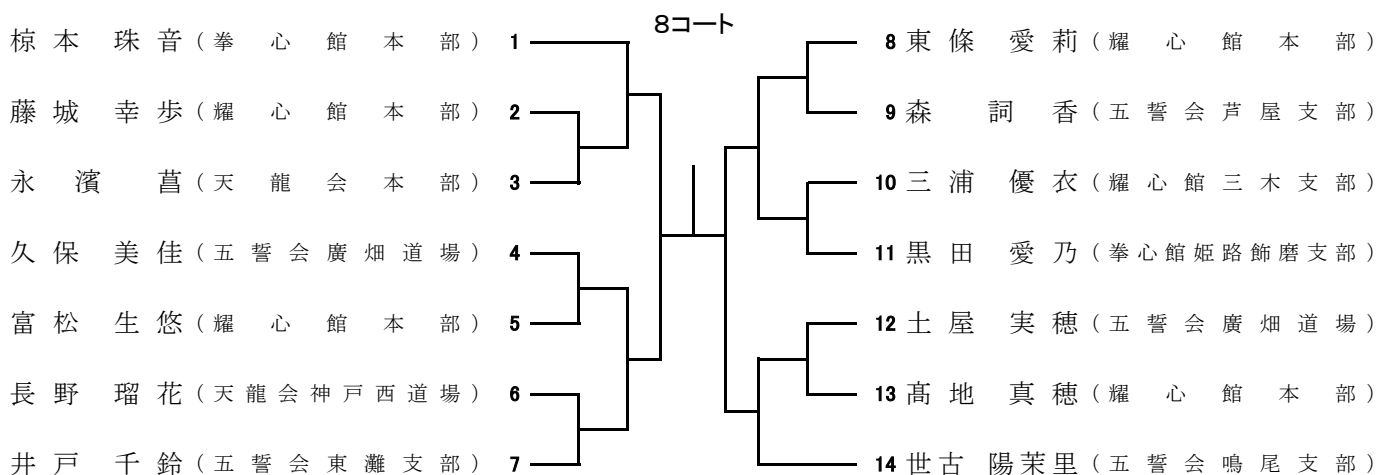 8コート
椋本 珠音(拳心館本部) 1
藤城 幸歩(耀心館本部) 2
永濱 菖(天龍会本部) 3
久保 美佳(五誓会廣畑道場) 4
富松 生悠(耀心館本部) 5
長野 瑠花(天龍会神戸西道場) 6
井戸 千鈴(五誓会東灘支部) 7
8 東條 愛莉(耀心館本部)
9 森 詞香(五誓会芦屋支部)
10 三浦 優衣(耀心館三木支部)
11 黒田 愛乃(拳心館姫路飾磨支部)
12 土屋 実穂(五誓会廣畑道場)
13 髙地 真穂(耀心館本部)
14 世古 陽茉里(五誓会鳴尾支部)